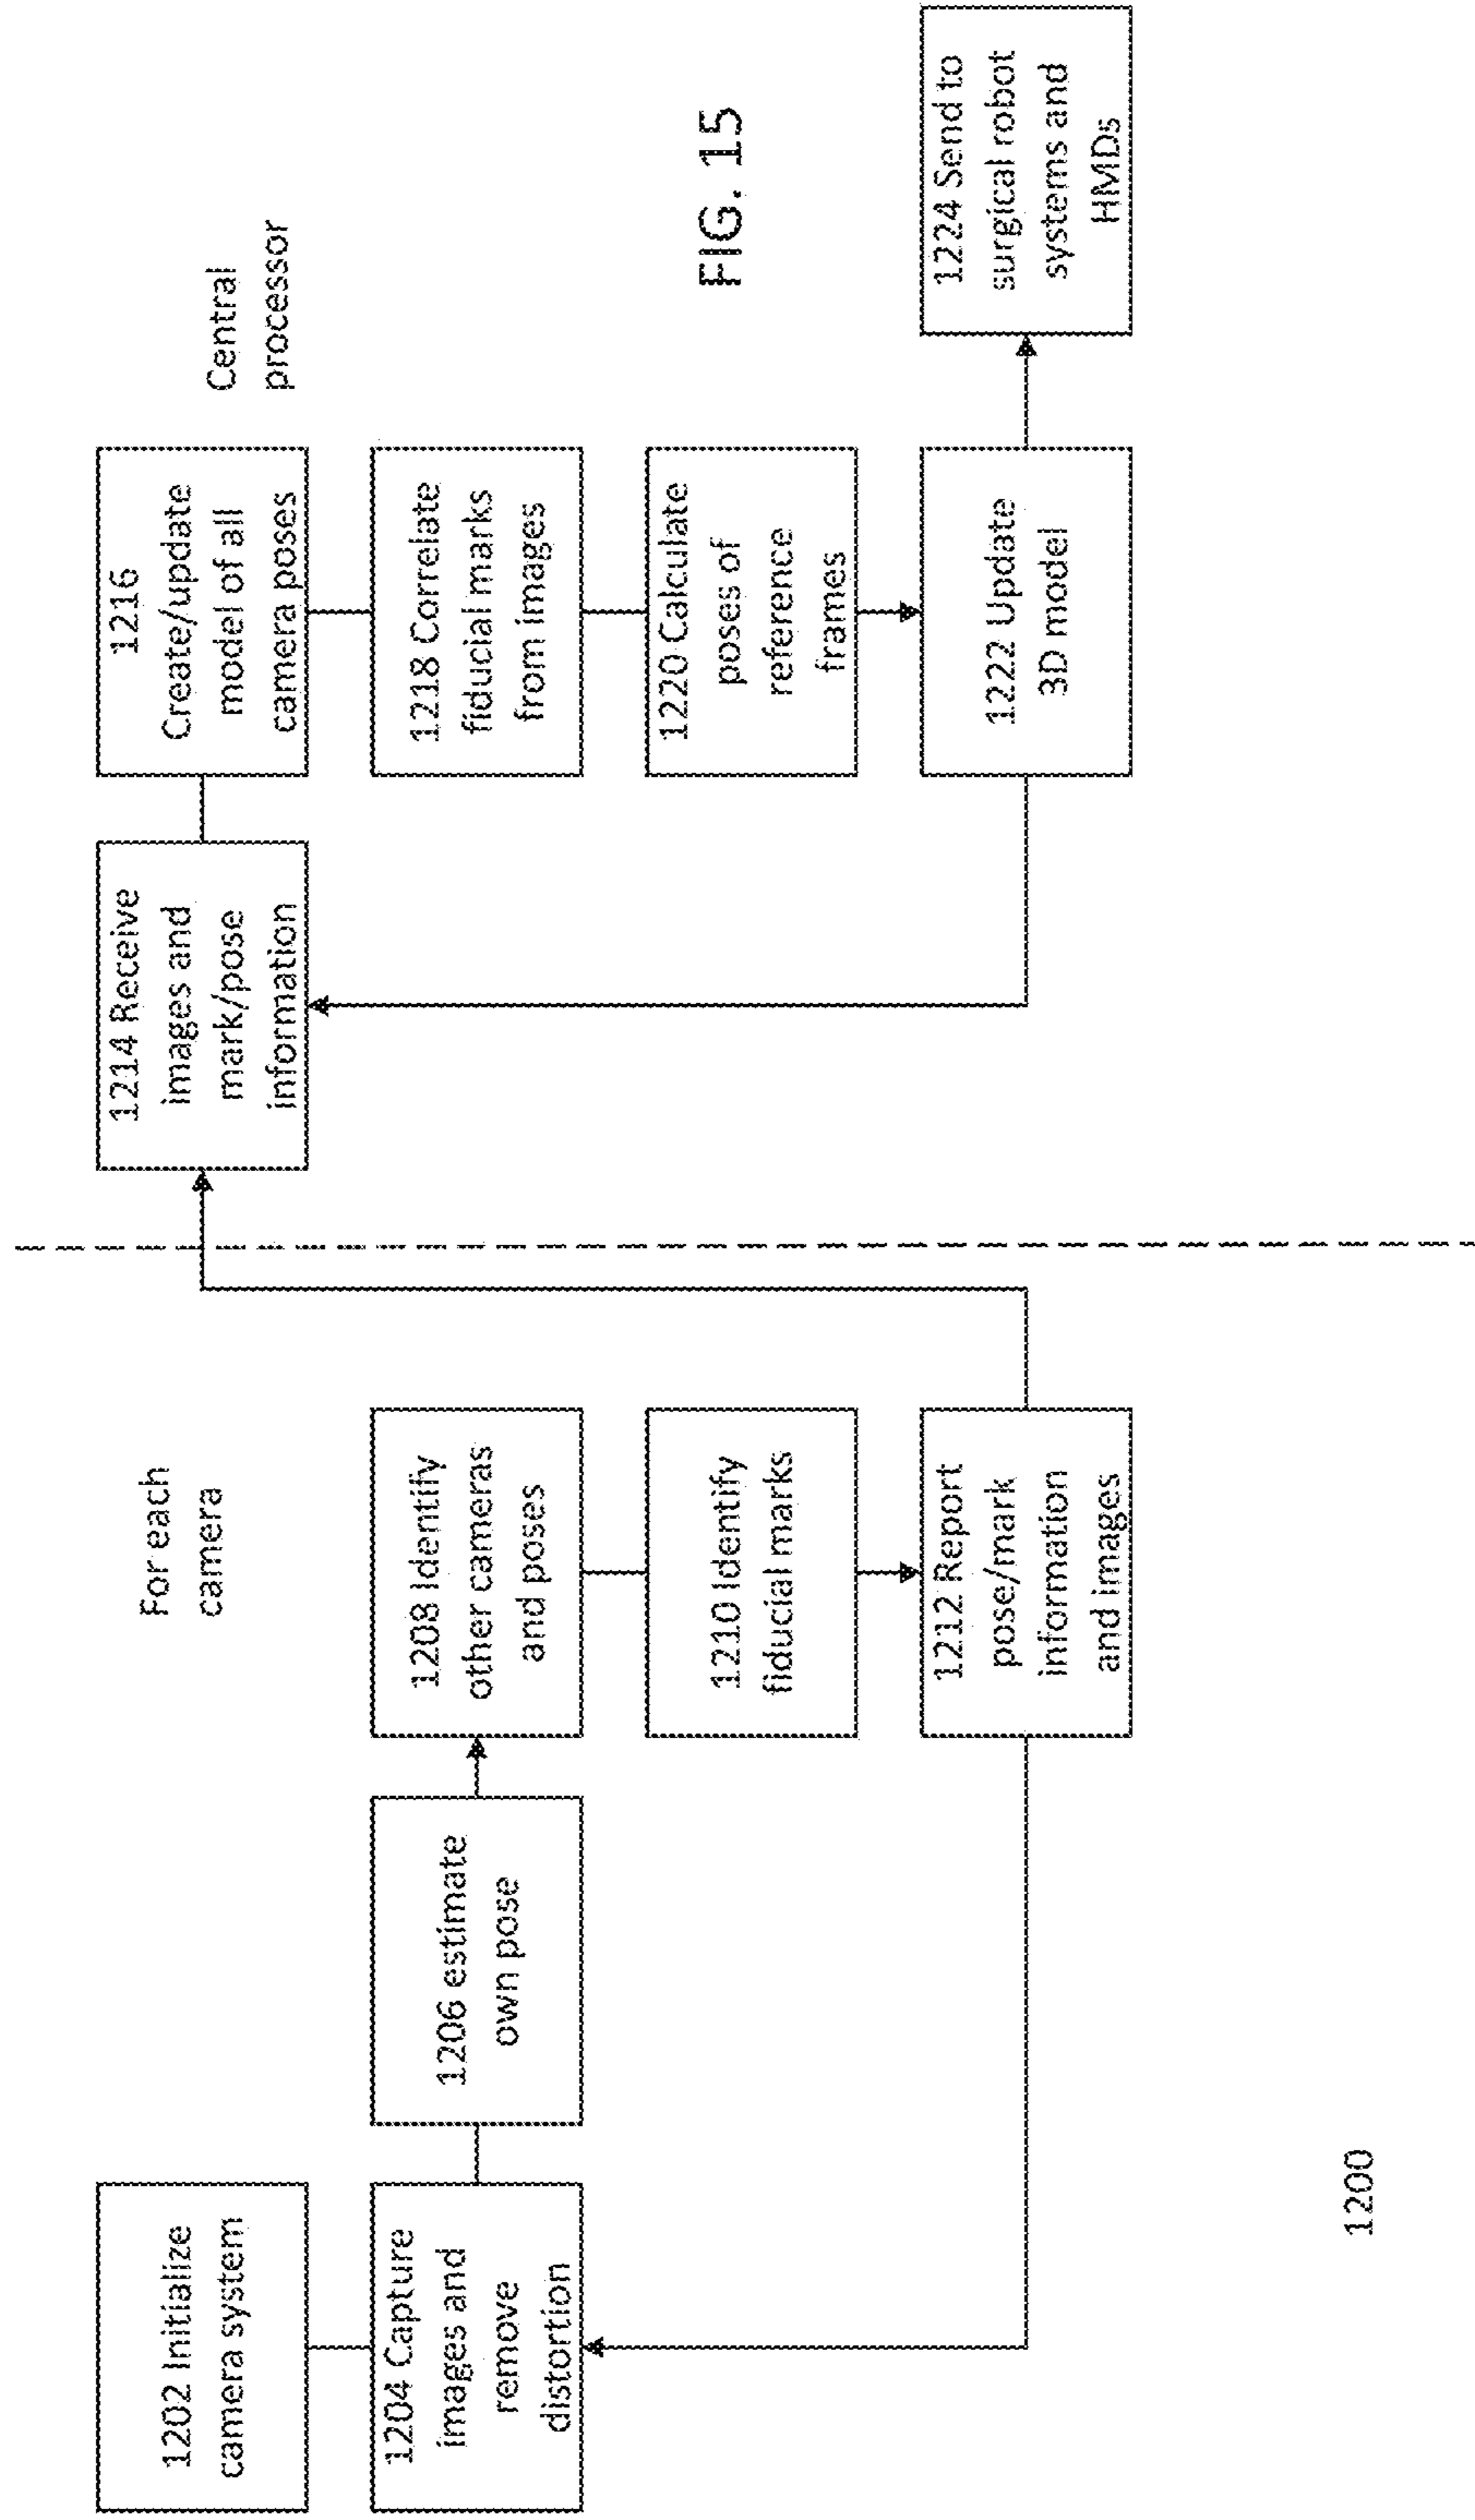 For each
camera
1202 Initialize
camera system
1204 Capture
images and
remove
distortion
1206 estimate
own pose
1208 Identify
other cameras
and poses
1210 Identify
fiducial marks
1212 Report
pose/mark
information
and images
1200
Central
processor
1214 Receive
images and
mark/pose
information
1216
Create/update
model of all
camera poses
1218 Correlate
fiducial marks
from images
1220 Calculate
poses of
reference
frames
1222 Update
3D model
1224 Send to
surgical robot
systems and
HMDs
FIG. 15